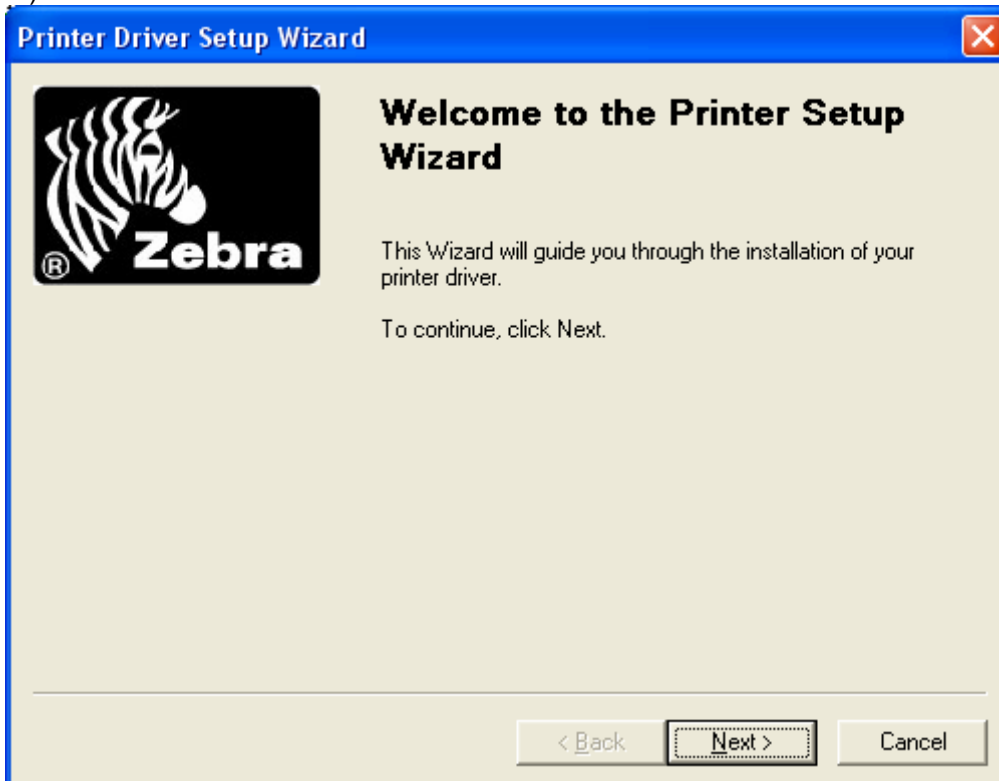 Printer Driver Setup Wizard
Zebra
®
Welcome to the Printer Setup
Wizard
This Wizard will guide you through the installation of your
printer driver.
To continue, click Next.
< Back
Next >
Cancel